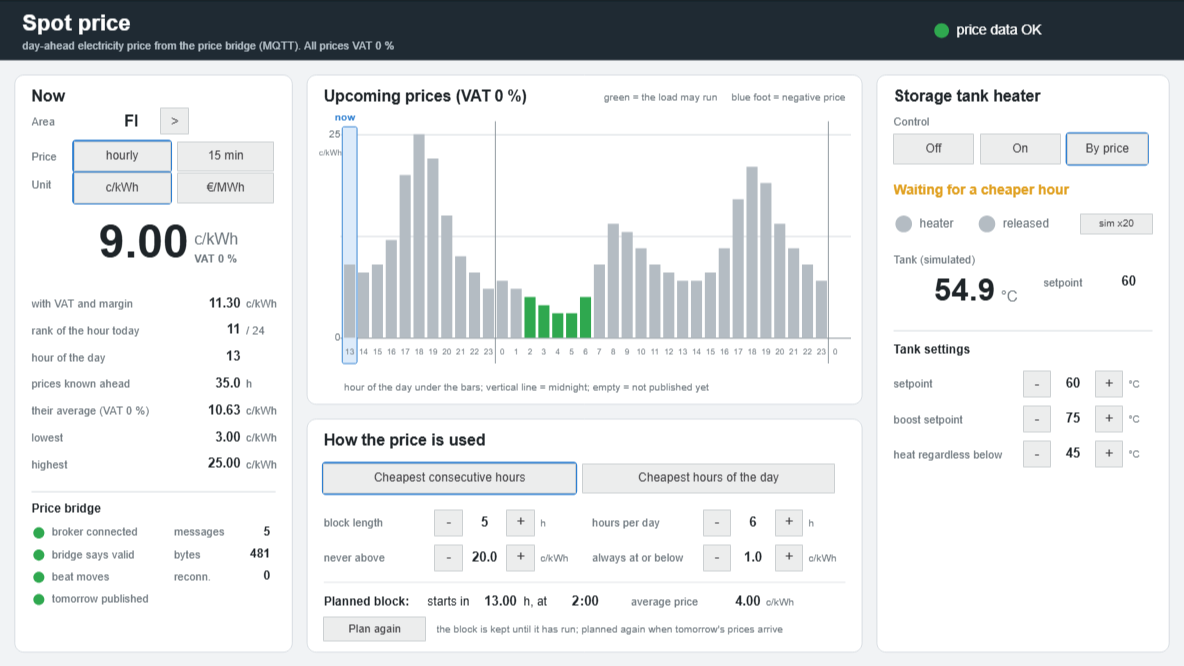 Spot price
day-ahead electricity price from the price bridge (MQTT). All prices VAT 0 %
price data OK
Now
Area FI >
Price hourly 15 min
Unit c/kWh €/MWh
9.00 c/kWh
VAT 0 %
with VAT and margin 11.30 c/kWh
rank of the hour today 11 / 24
hour of the day 13
prices known ahead 35.0 h
their average (VAT 0 %) 10.63 c/kWh
lowest 3.00 c/kWh
highest 25.00 c/kWh
Price bridge
broker connected messages 5
bridge says valid bytes 481
beat moves reconn. 0
tomorrow published
Upcoming prices (VAT 0 %) green = the load may run blue foot = negative price
now
25
c/kWh
0
13 14 15 16 17 18 19 20 21 22 23 0 1 2 3 4 5 6 7 8 9 10 11 12 13 14 15 16 17 18 19 20 21 22 23 0
hour of the day under the bars; vertical line = midnight; empty = not published yet
How the price is used
Cheapest consecutive hours Cheapest hours of the day
block length - 5 + h hours per day - 6 + h
never above - 20.0 + c/kWh always at or below - 1.0 + c/kWh
Planned block: starts in 13.00 h, at 2:00 average price 4.00 c/kWh
Plan again the block is kept until it has run; planned again when tomorrow's prices arrive
Storage tank heater
Control
Off On By price
Waiting for a cheaper hour
heater released sim x20
Tank (simulated)
54.9 °C setpoint 60
Tank settings
setpoint - 60 + °C
boost setpoint - 75 + °C
heat regardless below - 45 + °C